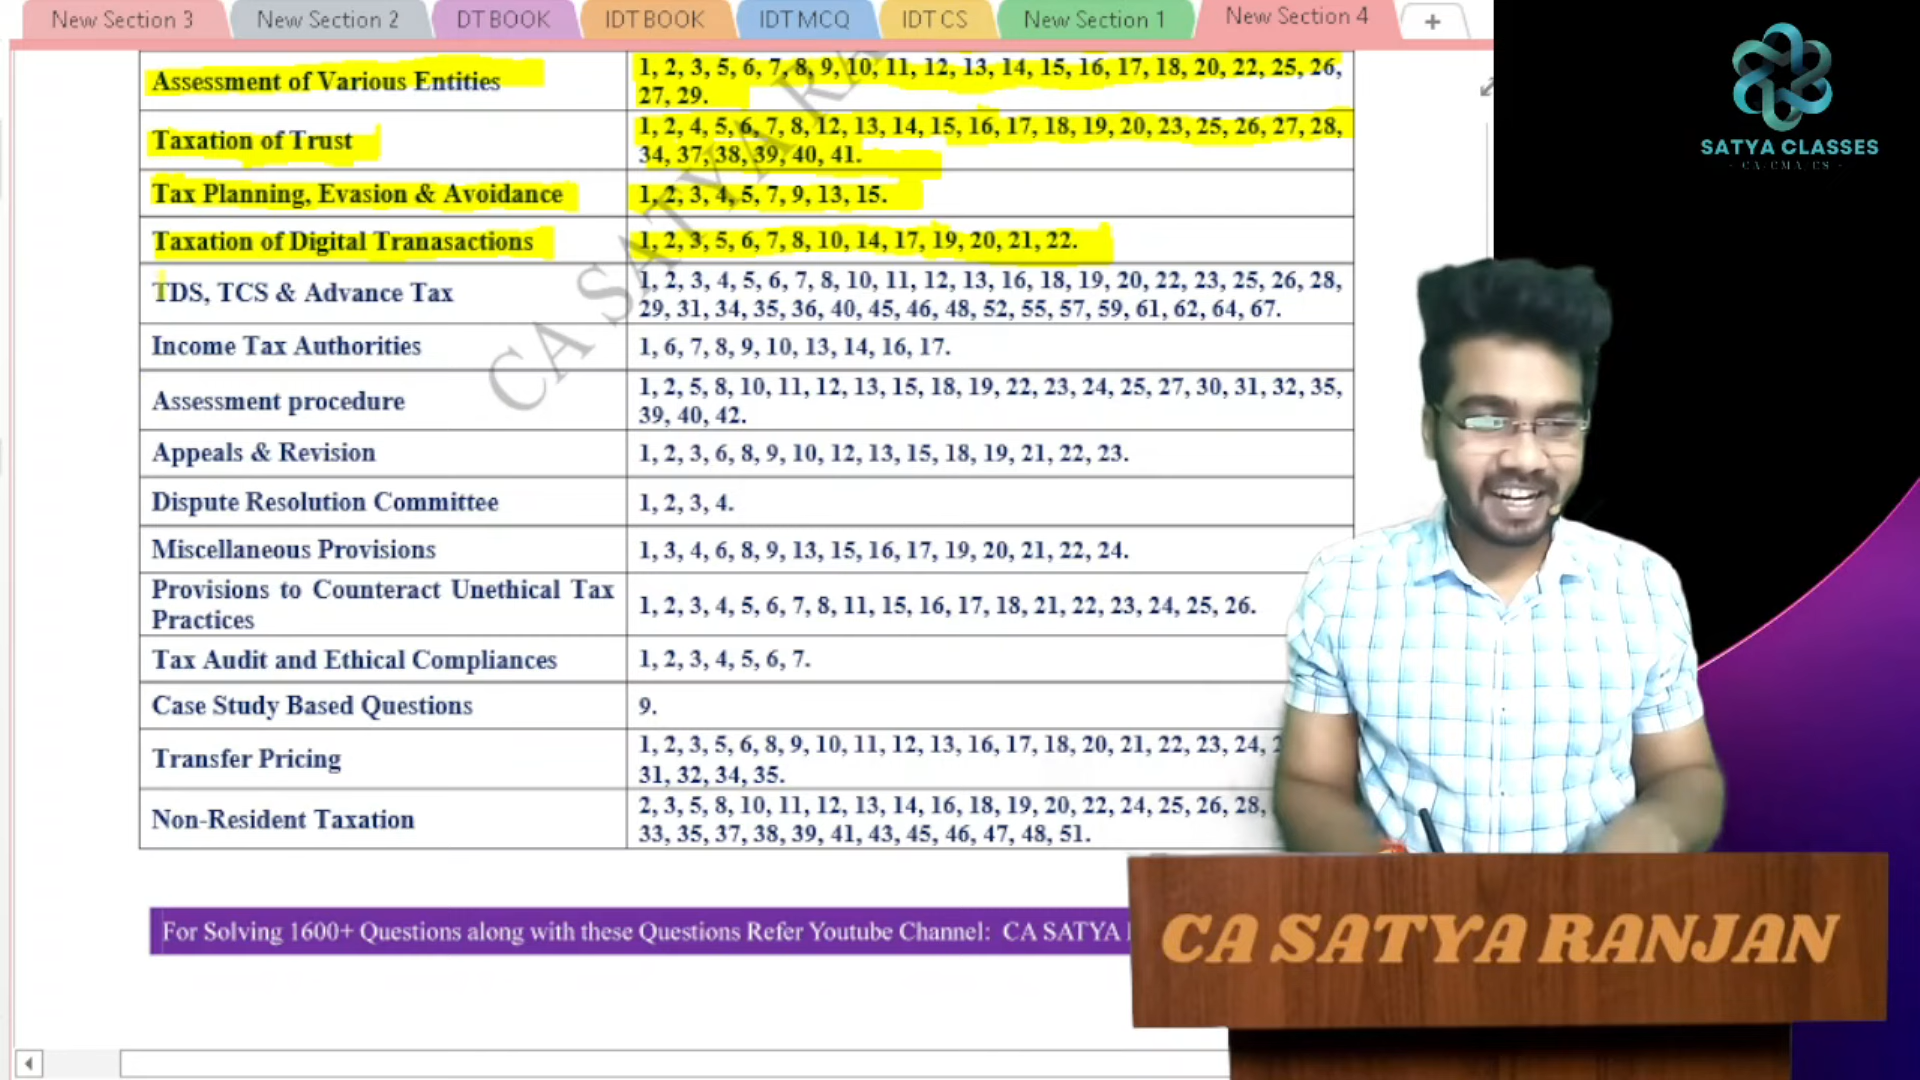 New Section 3 New Section 2 DT BOOK IDT BOOK IDT MCQ IDT CS New Section 1 New Section 4 +
SATYA CLASSES
CA CMA CS
Assessment of Various Entities
1, 2, 3, 5, 6, 7, 8, 9, 10, 11, 12, 13, 14, 15, 16, 17, 18, 20, 22, 25, 26,
27, 29.
Taxation of Trust
1, 2, 4, 5, 6, 7, 8, 12, 13, 14, 15, 16, 17, 18, 19, 20, 23, 25, 26, 27, 28,
34, 37, 38, 39, 40, 41.
Tax Planning, Evasion & Avoidance
1, 2, 3, 4, 5, 7, 9, 13, 15.
Taxation of Digital Tranasactions
1, 2, 3, 5, 6, 7, 8, 10, 14, 17, 19, 20, 21, 22.
TDS, TCS & Advance Tax
1, 2, 3, 4, 5, 6, 7, 8, 10, 11, 12, 13, 16, 18, 19, 20, 22, 23, 25, 26, 28,
29, 31, 34, 35, 36, 40, 45, 46, 48, 52, 55, 57, 59, 61, 62, 64, 67.
Income Tax Authorities
1, 6, 7, 8, 9, 10, 13, 14, 16, 17.
Assessment procedure
1, 2, 5, 8, 10, 11, 12, 13, 15, 18, 19, 22, 23, 24, 25, 27, 30, 31, 32, 35,
39, 40, 42.
Appeals & Revision
1, 2, 3, 6, 8, 9, 10, 12, 13, 15, 18, 19, 21, 22, 23.
Dispute Resolution Committee
1, 2, 3, 4.
Miscellaneous Provisions
1, 3, 4, 6, 8, 9, 13, 15, 16, 17, 19, 20, 21, 22, 24.
Provisions to Counteract Unethical Tax
Practices
1, 2, 3, 4, 5, 6, 7, 8, 11, 15, 16, 17, 18, 21, 22, 23, 24, 25, 26.
Tax Audit and Ethical Compliances
1, 2, 3, 4, 5, 6, 7.
Case Study Based Questions
9.
Transfer Pricing
1, 2, 3, 5, 6, 8, 9, 10, 11, 12, 13, 16, 17, 18, 20, 21, 22, 23, 24,
31, 32, 34, 35.
Non-Resident Taxation
2, 3, 5, 8, 10, 11, 12, 13, 14, 16, 18, 19, 20, 22, 24, 25, 26, 28,
33, 35, 37, 38, 39, 41, 43, 45, 46, 47, 48, 51.
CA SATYA RA
For Solving 1600+ Questions along with these Questions Refer Youtube Channel: CA SATYA
CA SATYA RANJAN